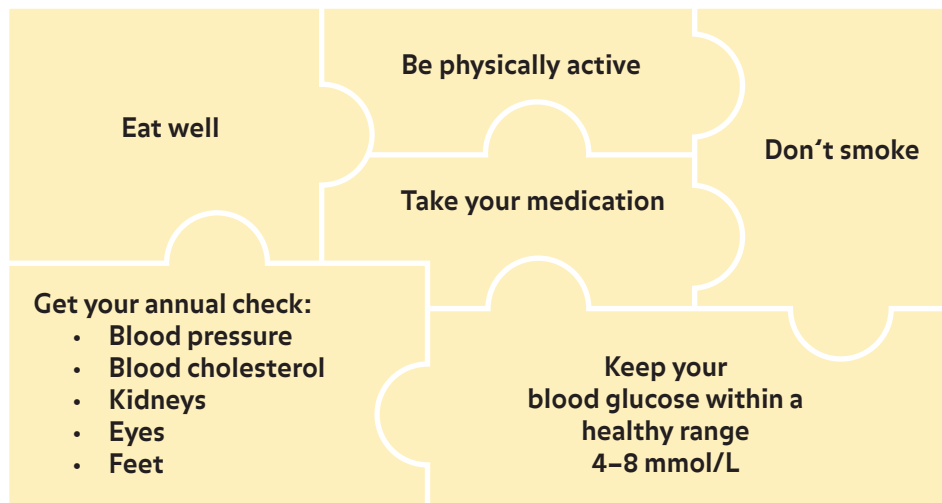 Eat well
Be physically active
Don‘t smoke
Take your medication
Get your annual check:
• Blood pressure
• Blood cholesterol
• Kidneys
• Eyes
• Feet
Keep your
blood glucose within a
healthy range
4–8 mmol/L